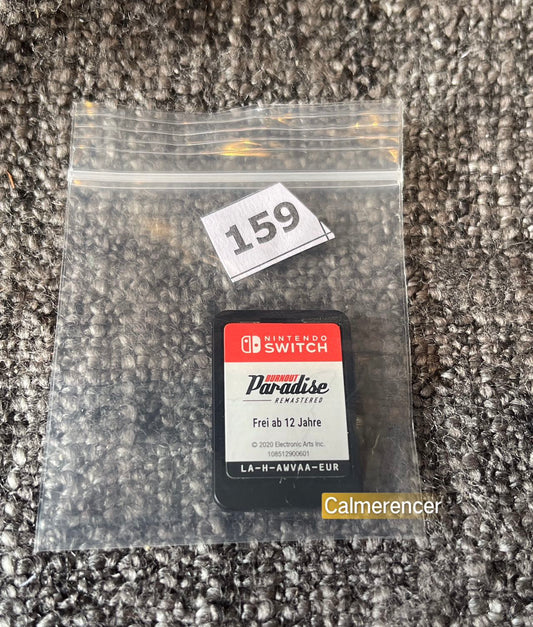 159
NINTENDO
SWITCH
BURNOUT
Paradise
REMASTERED
Frei ab 12 Jahre
© 2020 Electronic Arts Inc.
108512900601
LA-H-AWVAA-EUR
Calmerencer